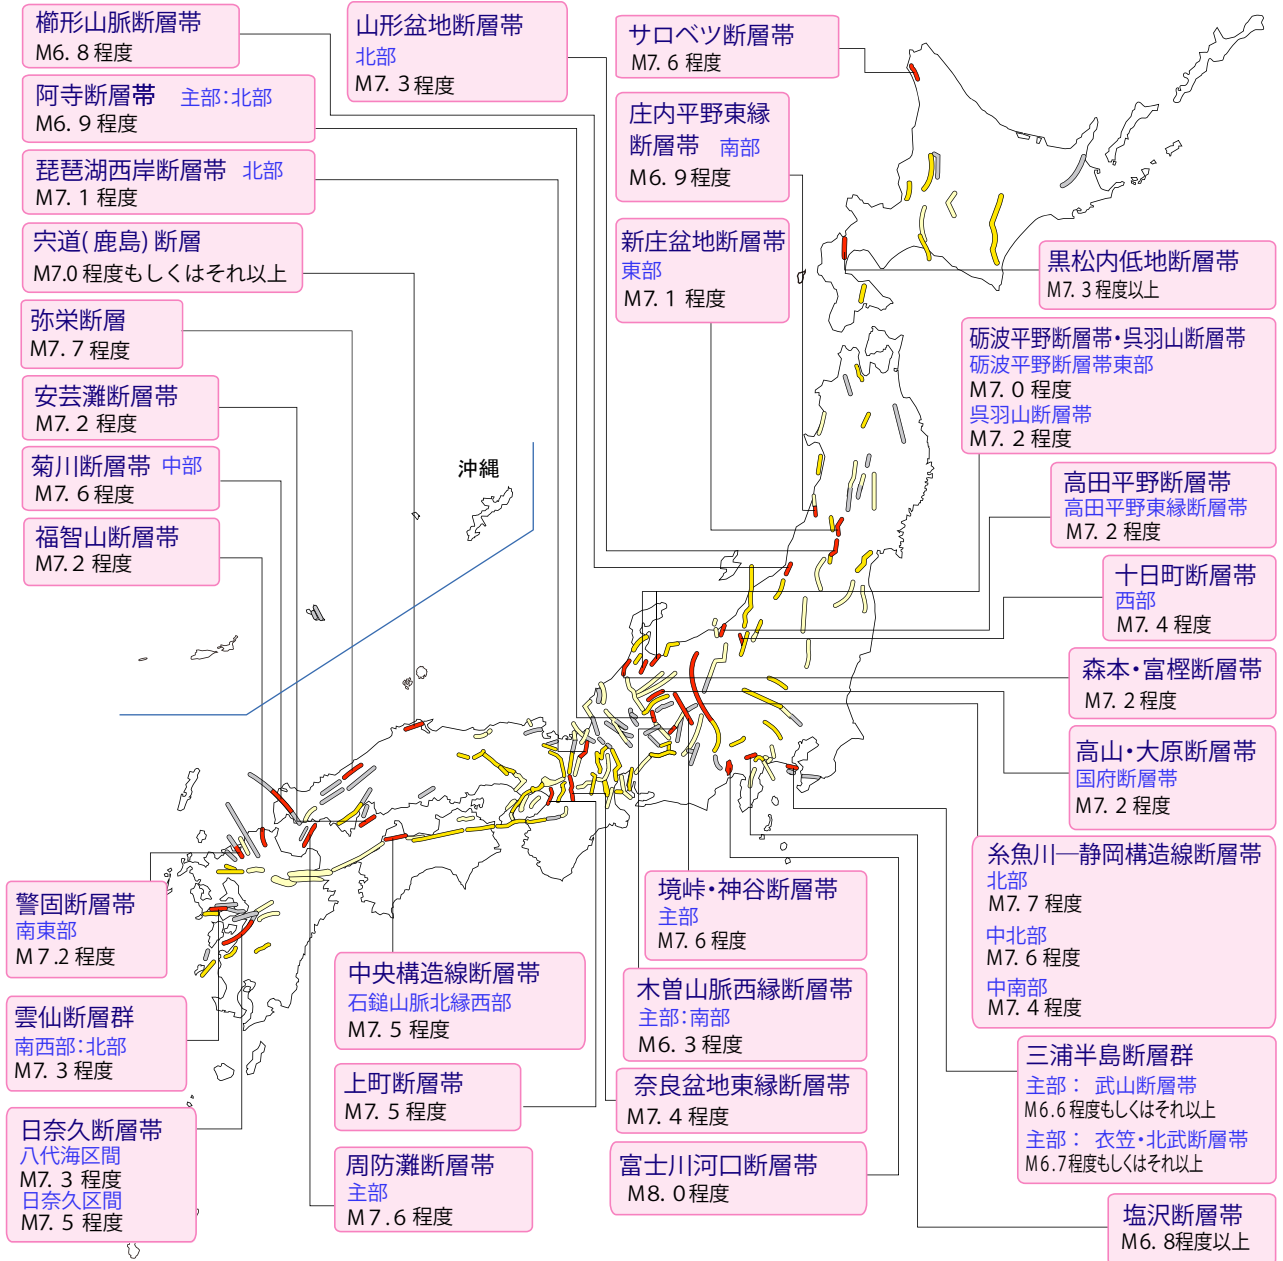 櫛形山脈断層帯
M6. 8 程度
阿寺断層帯 主部：北部
M6. 9 程度
琵琶湖西岸断層帯 北部
M7. 1 程度
宍道( 鹿島) 断層
M7.0 程度もしくはそれ以上
弥栄断層
M7. 7 程度
安芸灘断層帯
M7. 2 程度
菊川断層帯 中部
M7. 6 程度
福智山断層帯
M7. 2 程度
山形盆地断層帯
北部
M7. 3 程度
サロベツ断層帯
M7. 6 程度
庄内平野東縁
断層帯 南部
M6. 9 程度
新庄盆地断層帯
東部
M7. 1 程度
黒松内低地断層帯
M7. 3 程度以上
砺波平野断層帯・呉羽山断層帯
砺波平野断層帯東部
M7. 0 程度
呉羽山断層帯
M7. 2 程度
高田平野断層帯
高田平野東縁断層帯
M7. 2 程度
十日町断層帯
西部
M7. 4 程度
森本・富樫断層帯
M7. 2 程度
高山・大原断層帯
国府断層帯
M7. 2 程度
糸魚川―静岡構造線断層帯
北部
M7. 7 程度
中北部
M7. 6 程度
中南部
M7. 4 程度
三浦半島断層群
主部： 武山断層帯
M6.6 程度もしくはそれ以上
主部： 衣笠・北武断層帯
M6.7程度もしくはそれ以上
塩沢断層帯
M6. 8程度以上
沖縄
警固断層帯
南東部
M 7 .2 程度
雲仙断層群
南西部：北部
M7. 3 程度
日奈久断層帯
八代海区間
M7. 3 程度
日奈久区間
M7. 5 程度
中央構造線断層帯
石鎚山脈北縁西部
M7. 5 程度
上町断層帯
M7. 5 程度
周防灘断層帯
主部
M 7 . 6 程度
境峠・神谷断層帯
主部
M7. 6 程度
木曽山脈西縁断層帯
主部：南部
M6. 3 程度
奈良盆地東縁断層帯
M7. 4 程度
富士川河口断層帯
M8. 0程度